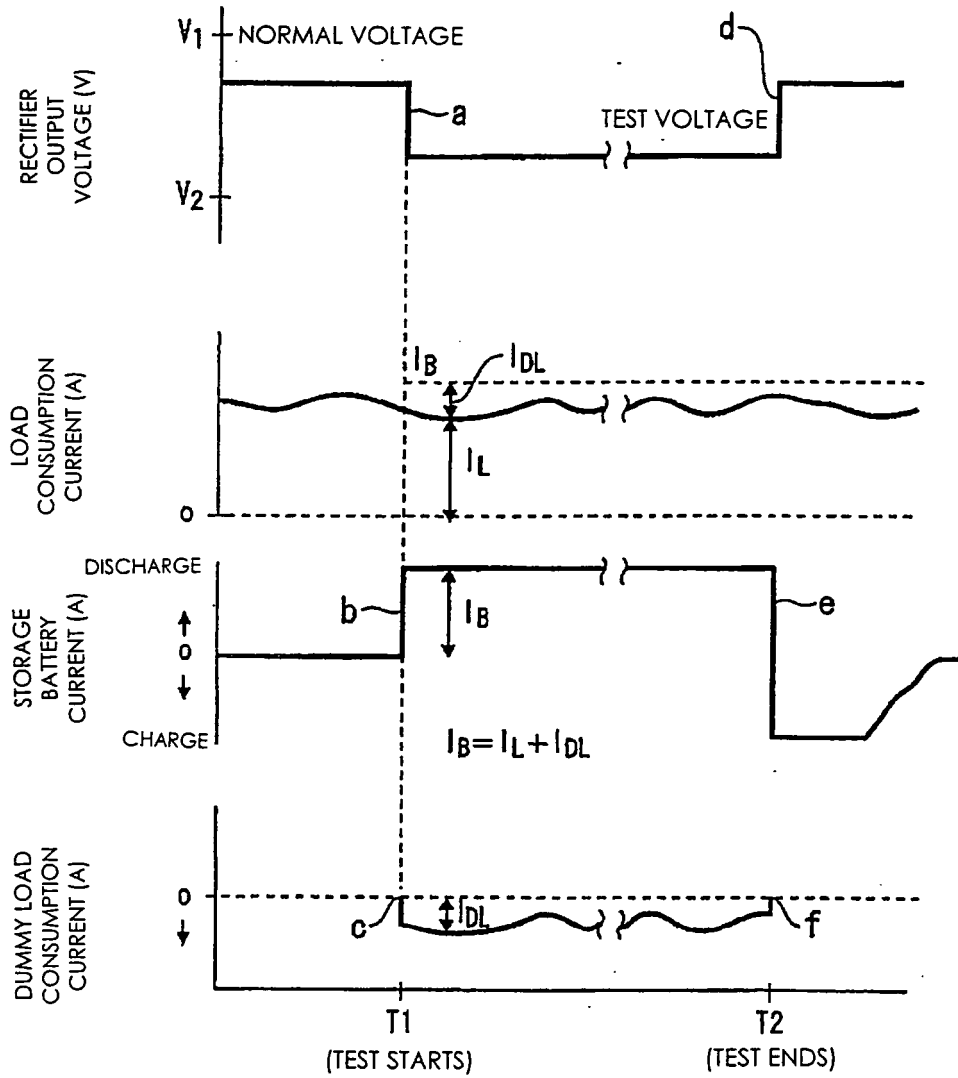 RECTIFIER
OUTPUT
VOLTAGE (V)
V1
NORMAL VOLTAGE
V2
a
TEST VOLTAGE
d
LOAD
CONSUMPTION
CURRENT (A)
IB
IDL
IL
0
STORAGE
BATTERY
CURRENT (A)
DISCHARGE
↑
0
↓
CHARGE
b
IB
e
IB=IL+IDL
DUMMY LOAD
CONSUMPTION
CURRENT (A)
0
↓
c
IDL
f
T1
(TEST STARTS)
T2
(TEST ENDS)